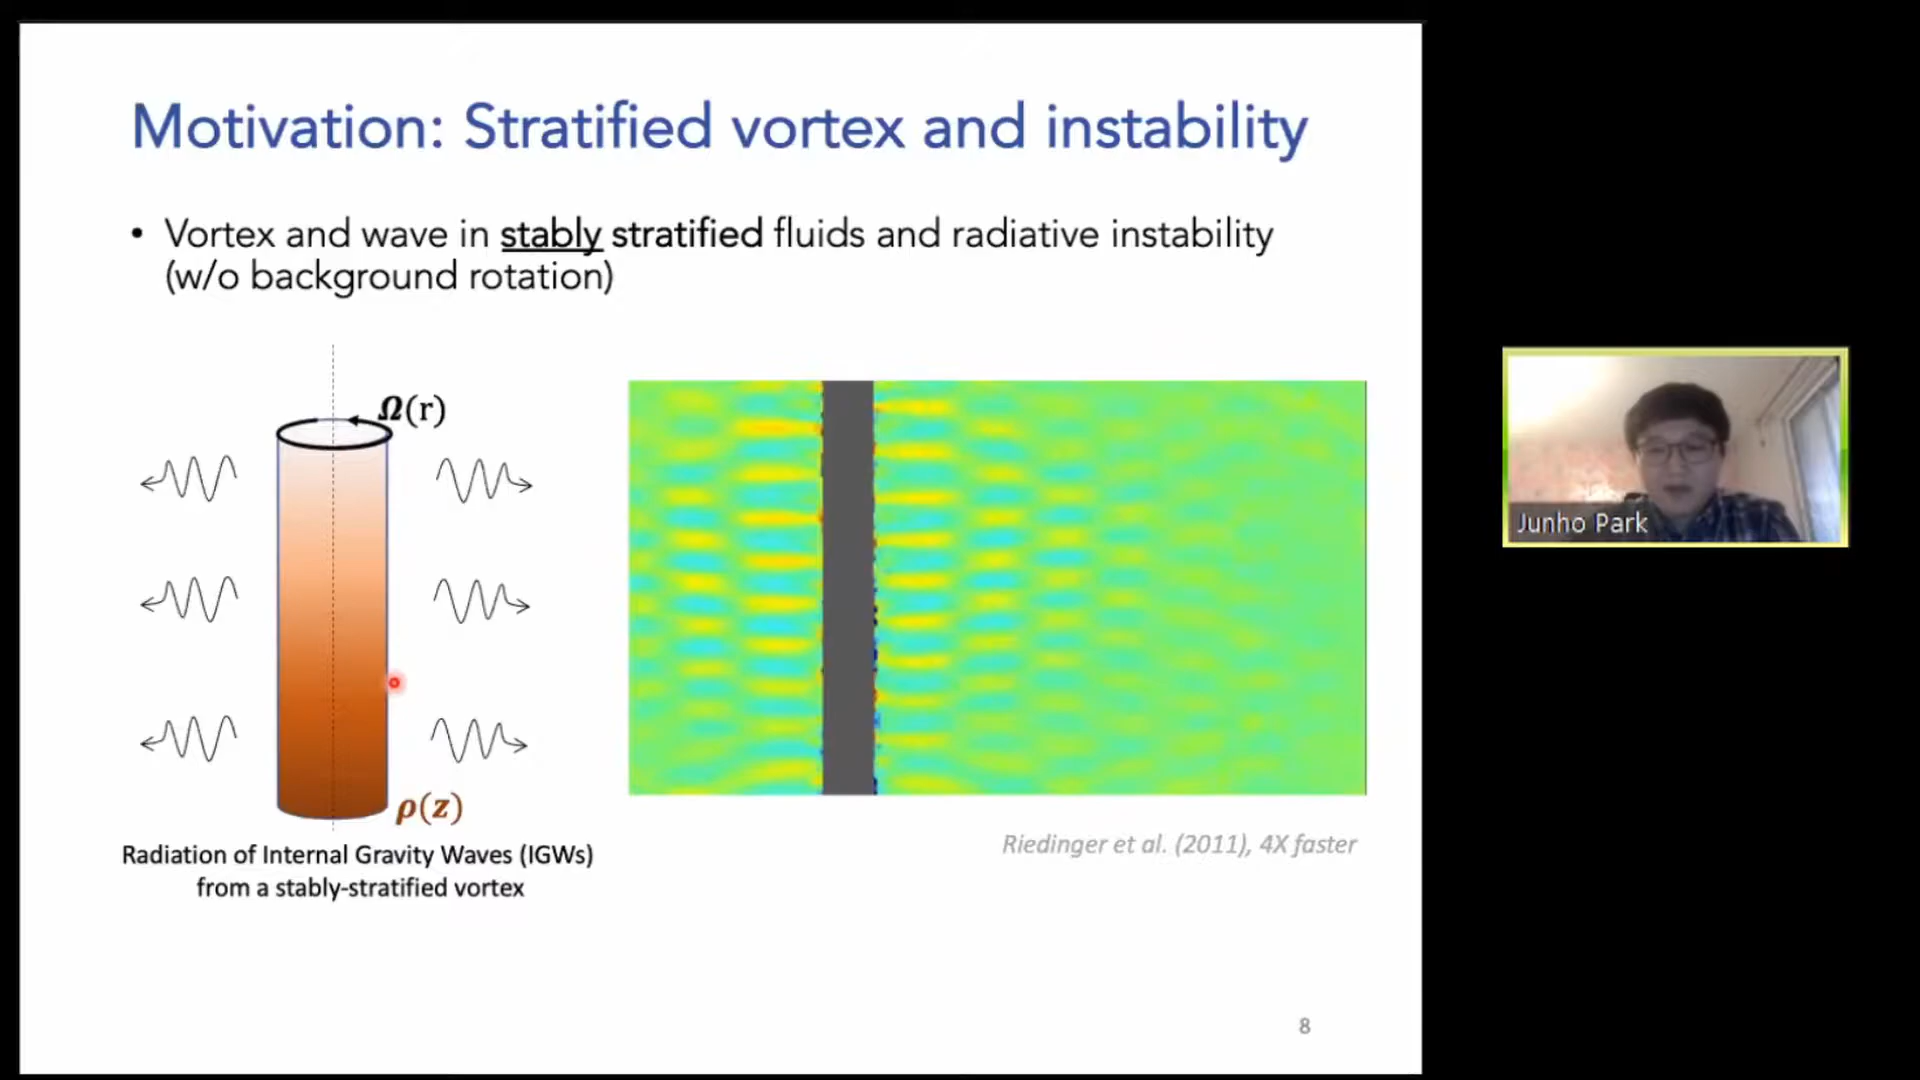 Motivation: Stratified vortex and instability
• Vortex and wave in stably stratified fluids and radiative instability
(w/o background rotation)
Ω(r)
ρ(z)
Radiation of Internal Gravity Waves (IGWs)
from a stably-stratified vortex
Riedinger et al. (2011), 4X faster
8
Junho Park